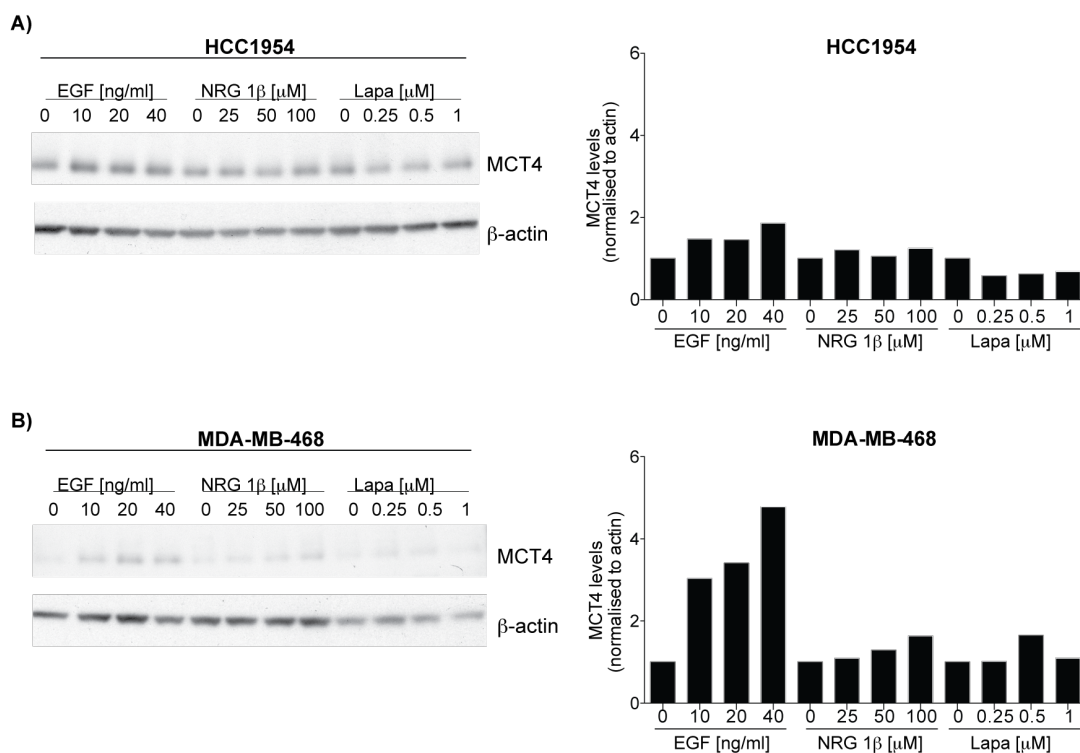 A)
HCC1954
EGF [ng/ml] NRG 1β [μM] Lapa [μM]
0 10 20 40 0 25 50 100 0 0.25 0.5 1
MCT4
β-actin
HCC1954
MCT4 levels
(normalised to actin)
6
4
2
0
0 10 20 40 0 25 50 100 0 0.25 0.5 1
EGF [ng/ml] NRG 1β [μM] Lapa [μM]
B)
MDA-MB-468
EGF [ng/ml] NRG 1β [μM] Lapa [μM]
0 10 20 40 0 25 50 100 0 0.25 0.5 1
MCT4
β-actin
MDA-MB-468
MCT4 levels
(normalised to actin)
6
4
2
0
0 10 20 40 0 25 50 100 0 0.25 0.5 1
EGF [ng/ml] NRG 1β [μM] Lapa [μM]